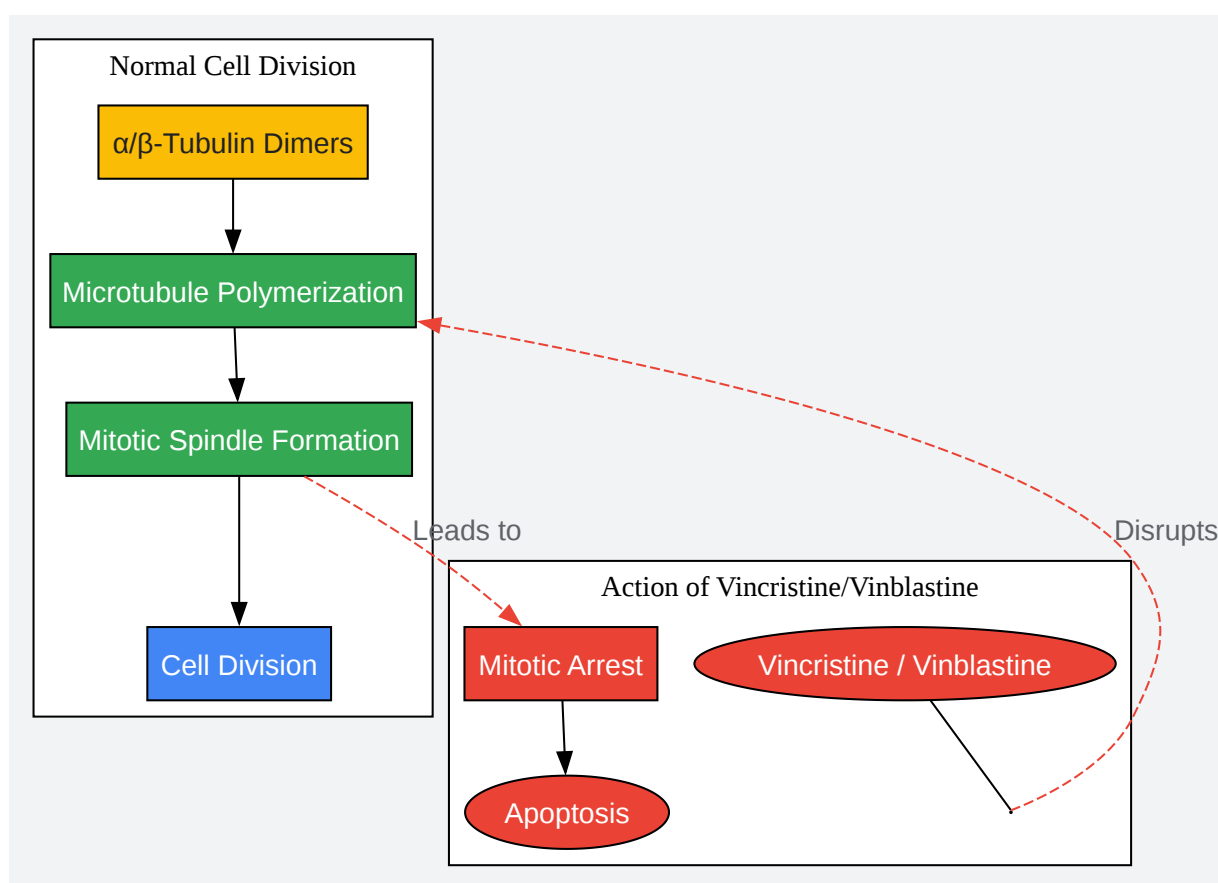 Normal Cell Division
α/β-Tubulin Dimers
Microtubule Polymerization
Mitotic Spindle Formation
Leads to
Disrupts
Cell Division
Action of Vincristine/Vinblastine
Mitotic Arrest
Vincristine / Vinblastine
Apoptosis